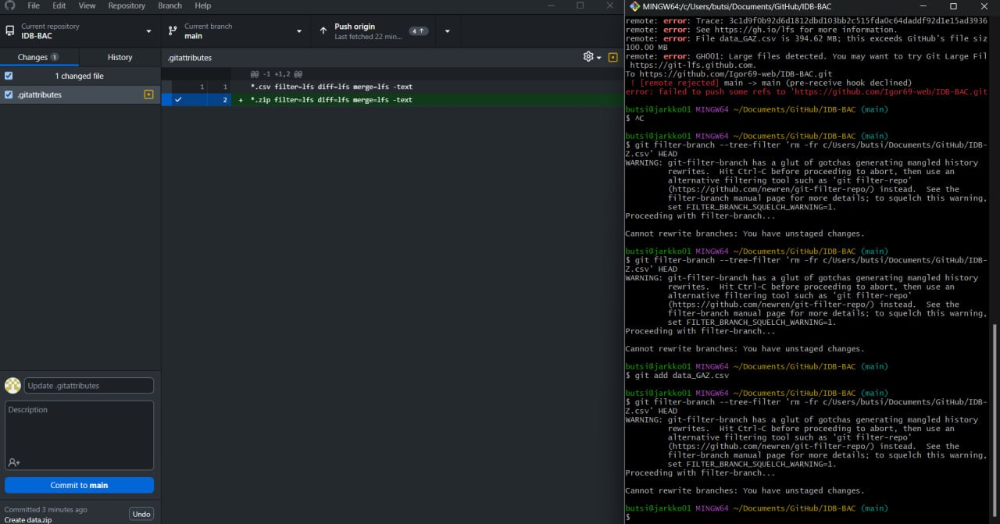 File Edit View Repository Branch Help
Current repository
IDB-BAC
Current branch
main
Push origin
Last fetched 22 min...
4
Changes 1
History
1 changed file
.gitattributes
.gitattributes
@@ -1 +1,2 @@
1 1 *.csv filter=lfs diff=lfs merge=lfs -text
2 + *.zip filter=lfs diff=lfs merge=lfs -text
Update .gitattributes
Description
Commit to main
Committed 3 minutes ago
Create data.zip
Undo
MINGW64:/c/Users/butsi/Documents/GitHub/IDB-BAC
remote: error: Trace: 3c1d9f0b92d6d1812dbd103bb2c515fda0c64daddf92d1e15ad3936
remote: error: See https://gh.io/lfs for more information.
remote: error: File data_GAZ.csv is 394.62 MB; this exceeds GitHub's file siz
100.00 MB
remote: error: GH001: Large files detected. You may want to try Git Large Fil
https://git-lfs.github.com.
To https://github.com/Igor69-web/IDB-BAC.git
! [remote rejected] main -> main (pre-receive hook declined)
error: failed to push some refs to 'https://github.com/Igor69-web/IDB-BAC.git
butsi@jarkko01 MINGW64 ~/Documents/GitHub/IDB-BAC (main)
$ ^C
butsi@jarkko01 MINGW64 ~/Documents/GitHub/IDB-BAC (main)
$ git filter-branch --tree-filter 'rm -fr c/Users/butsi/Documents/GitHub/IDB-
Z.csv' HEAD
WARNING: git-filter-branch has a glut of gotchas generating mangled history
rewrites. Hit Ctrl-C before proceeding to abort, then use an
alternative filtering tool such as 'git filter-repo'
(https://github.com/newren/git-filter-repo/) instead. See the
filter-branch manual page for more details; to squelch this warning,
set FILTER_BRANCH_SQUELCH_WARNING=1.
Proceeding with filter-branch...
Cannot rewrite branches: You have unstaged changes.
butsi@jarkko01 MINGW64 ~/Documents/GitHub/IDB-BAC (main)
$ git filter-branch --tree-filter 'rm -fr c/Users/butsi/Documents/GitHub/IDB-
Z.csv' HEAD
WARNING: git-filter-branch has a glut of gotchas generating mangled history
rewrites. Hit Ctrl-C before proceeding to abort, then use an
alternative filtering tool such as 'git filter-repo'
(https://github.com/newren/git-filter-repo/) instead. See the
filter-branch manual page for more details; to squelch this warning,
set FILTER_BRANCH_SQUELCH_WARNING=1.
Proceeding with filter-branch...
Cannot rewrite branches: You have unstaged changes.
butsi@jarkko01 MINGW64 ~/Documents/GitHub/IDB-BAC (main)
$ git add data_GAZ.csv
butsi@jarkko01 MINGW64 ~/Documents/GitHub/IDB-BAC (main)
$ git filter-branch --tree-filter 'rm -fr c/Users/butsi/Documents/GitHub/IDB-
Z.csv' HEAD
WARNING: git-filter-branch has a glut of gotchas generating mangled history
rewrites. Hit Ctrl-C before proceeding to abort, then use an
alternative filtering tool such as 'git filter-repo'
(https://github.com/newren/git-filter-repo/) instead. See the
filter-branch manual page for more details; to squelch this warning,
set FILTER_BRANCH_SQUELCH_WARNING=1.
Proceeding with filter-branch...
Cannot rewrite branches: You have unstaged changes.
butsi@jarkko01 MINGW64 ~/Documents/GitHub/IDB-BAC (main)
$